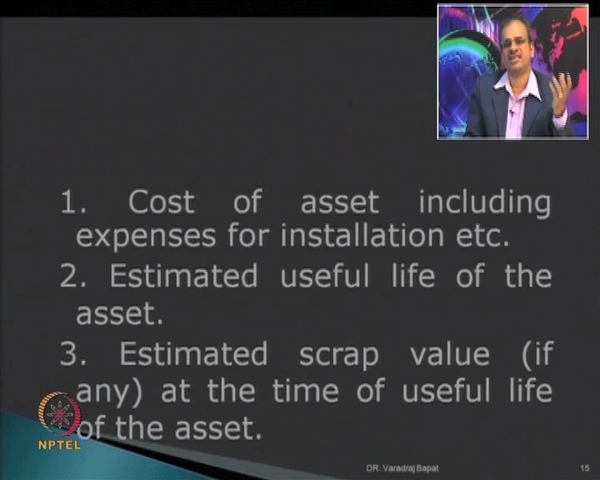 1. Cost of asset including
expenses for installation etc.
2. Estimated useful life of the
asset.
3. Estimated scrap value (if
any) at the time of useful life
of the asset.
NPTEL
DR. Varadraj Bapat
15